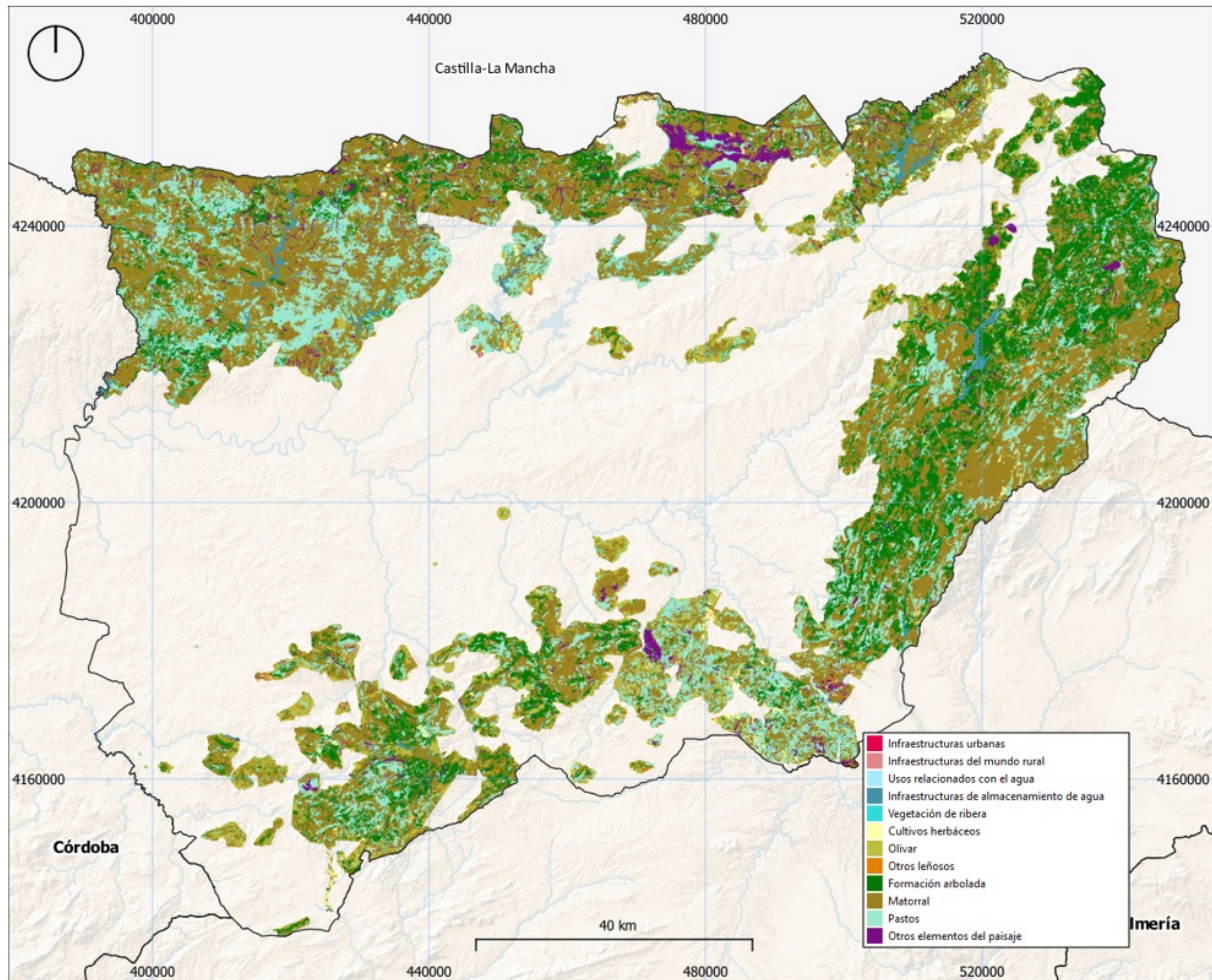 400000 440000 480000 520000
Castilla-La Mancha
4240000 4240000
4200000 4200000
Infraestructuras urbanas
Infraestructuras del mundo rural
Usos relacionados con el agua
4160000 4160000
Infraestructuras de almacenamiento de agua
Vegetación de ribera
Cultivos herbáceos
Olivar
Córdoba
Otros leñosos
Formación arbolada
Matorral
Pastos
40 km
lmería
Otros elementos del paisaje
400000 440000 480000 520000